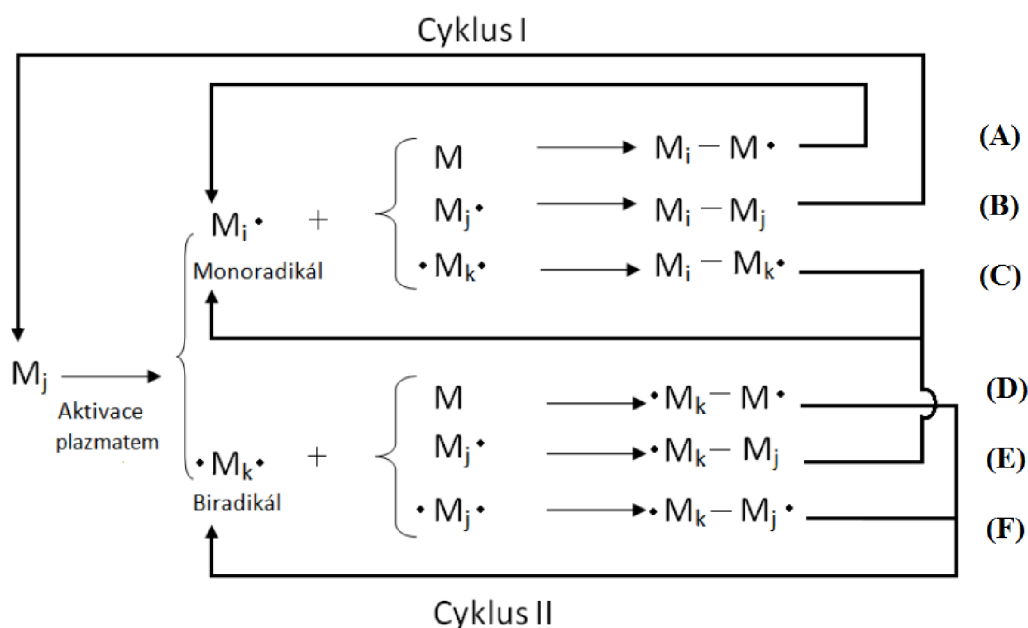 Cyklus I
M → Mᵢ – M• (A)
Mᵢ• + Mⱼ• → Mᵢ – Mⱼ (B)
Monoradikál •Mₖ• → Mᵢ – Mₖ• (C)
Mⱼ →
Aktivace
plazmatem
M → •Mₖ – M• (D)
•Mₖ• + Mⱼ• → •Mₖ – Mⱼ (E)
Biradikál •Mⱼ• → •Mₖ – Mⱼ• (F)
Cyklus II